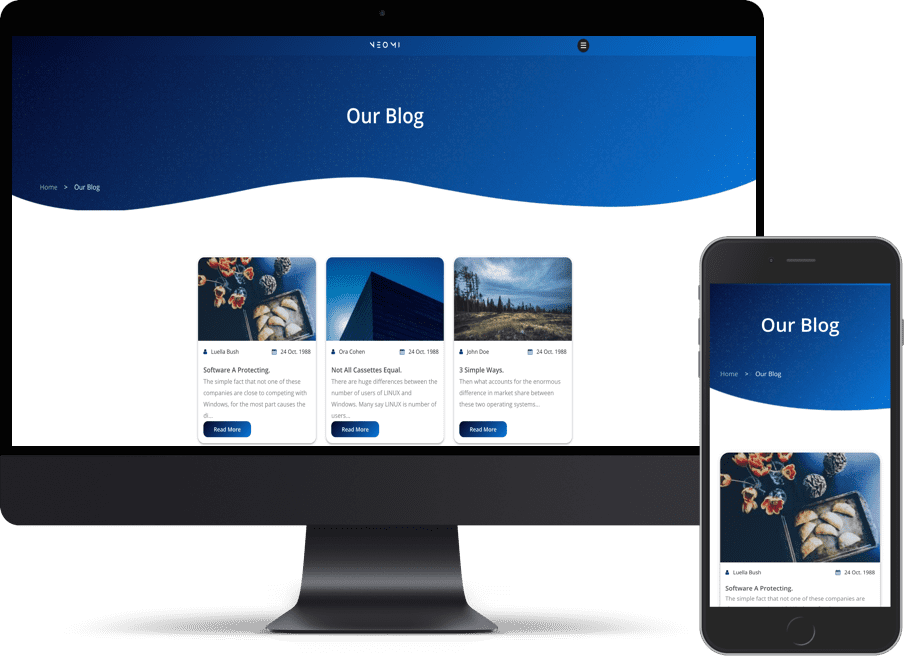 NEOMI
Our Blog
Home > Our Blog
Luella Bush 24 Oct. 1988
Software A Protecting.
The simple fact that not one of these
companies are close to competing with
Windows, for the most part causes the
di...
Read More
Ora Cohen 24 Oct. 1988
Not All Cassettes Equal.
There are huge differences between the
number of users of LINUX and
Windows. Many say LINUX is number of
users...
Read More
John Doe 24 Oct. 1988
3 Simple Ways.
Then what accounts for the enormous
difference in market share between
these two operating systems...
Read More
Our Blog
Home > Our Blog
Luella Bush 24 Oct. 1988
Software A Protecting.
The simple fact that not one of these companies are